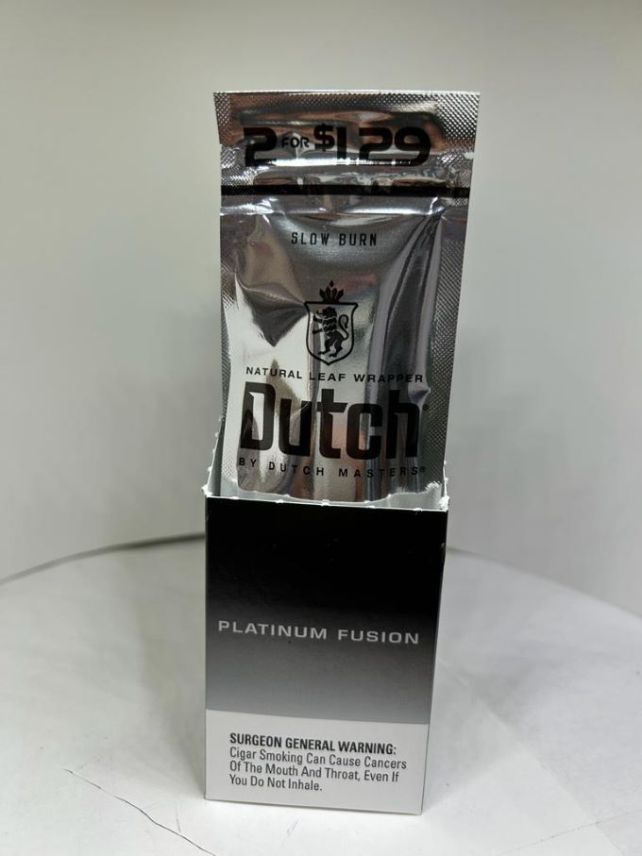 2 FOR $1.29
SLOW BURN
NATURAL LEAF WRAPPER
Dutch®
BY DUTCH MASTERS®
PLATINUM FUSION
SURGEON GENERAL WARNING:
Cigar Smoking Can Cause Cancers
Of The Mouth And Throat, Even If
You Do Not Inhale.